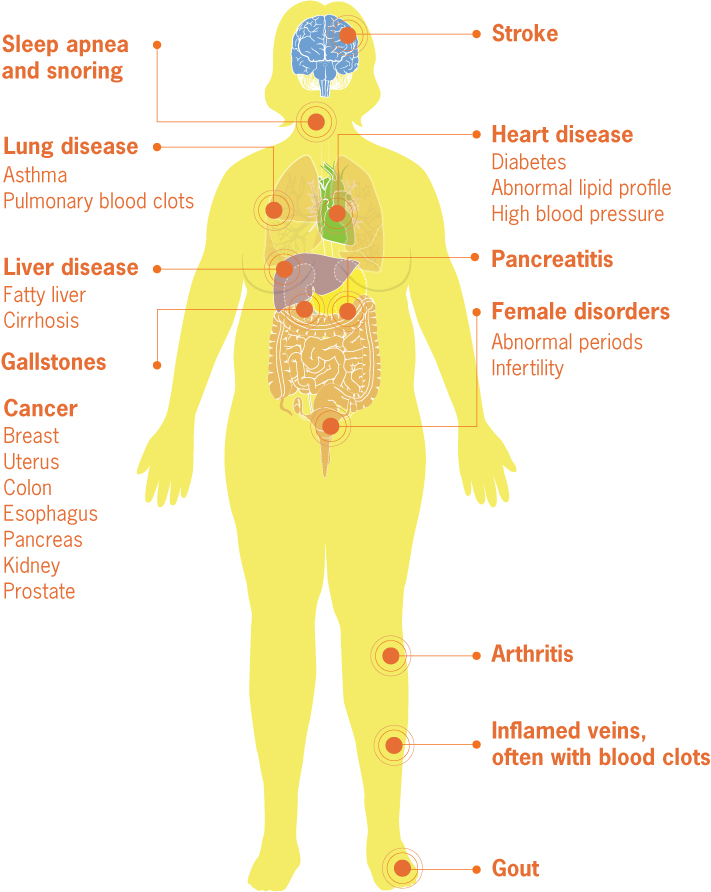 Sleep apnea
and snoring
Lung disease
Asthma
Pulmonary blood clots
Liver disease
Fatty liver
Cirrhosis
Gallstones
Cancer
Breast
Uterus
Colon
Esophagus
Pancreas
Kidney
Prostate
Stroke
Heart disease
Diabetes
Abnormal lipid profile
High blood pressure
Pancreatitis
Female disorders
Abnormal periods
Infertility
Arthritis
Inflamed veins,
often with blood clots
Gout